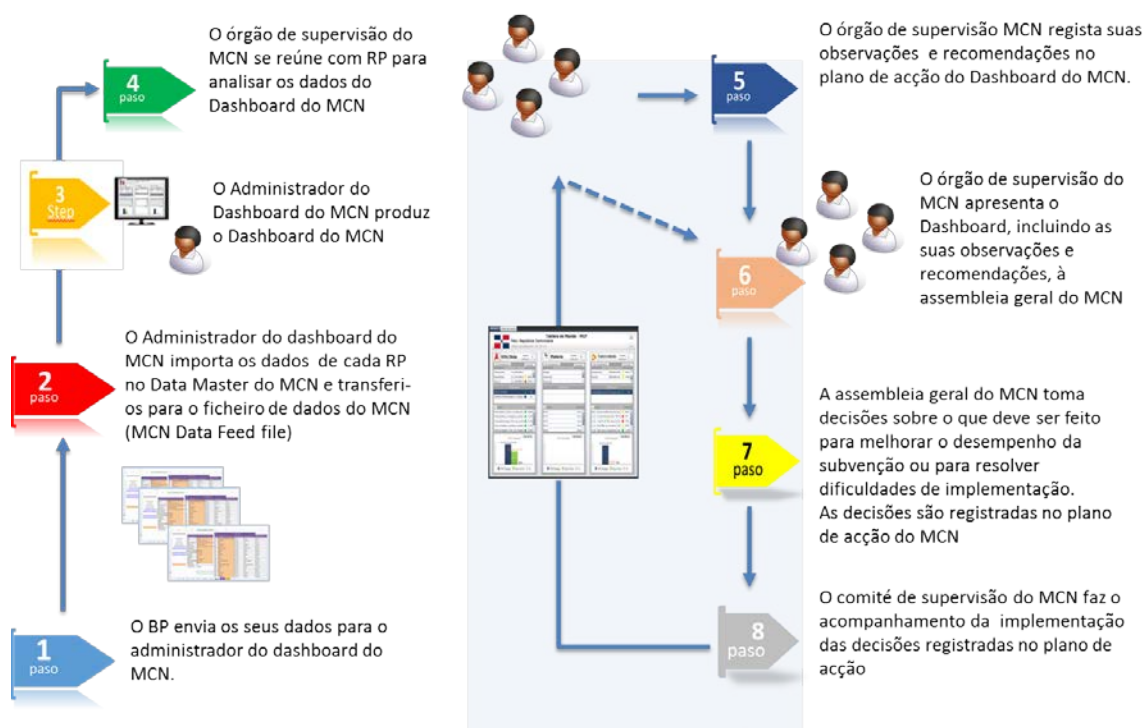 4
paso
O órgão de supervisão do
MCN se reúne com RP para
analisar os dados do
Dashboard do MCN
3
Step
O Administrador do
Dashboard do MCN produz
o Dashboard do MCN
2
paso
O Administrador do dashboard do
MCN importa os dados de cada RP
no Data Master do MCN e transferi-
os para o ficheiro de dados do MCN
(MCN Data Feed file)
1
paso
O BP envia os seus dados para o
administrador do dashboard do
MCN.
5
paso
O órgão de supervisão MCN regista suas
observações e recomendações no
plano de acção do Dashboard do MCN.
6
paso
O órgão de supervisão do
MCN apresenta o
Dashboard, incluindo as
suas observações e
recomendações, à
assembleia geral do MCN
7
paso
A assembleia geral do MCN toma
decisões sobre o que deve ser feito
para melhorar o desempenho da
subvenção ou para resolver
dificuldades de implementação.
As decisões são registradas no plano
de acção do MCN
8
paso
O comité de supervisão do MCN faz o
acompanhamento da implementação
das decisões registradas no plano de
acção